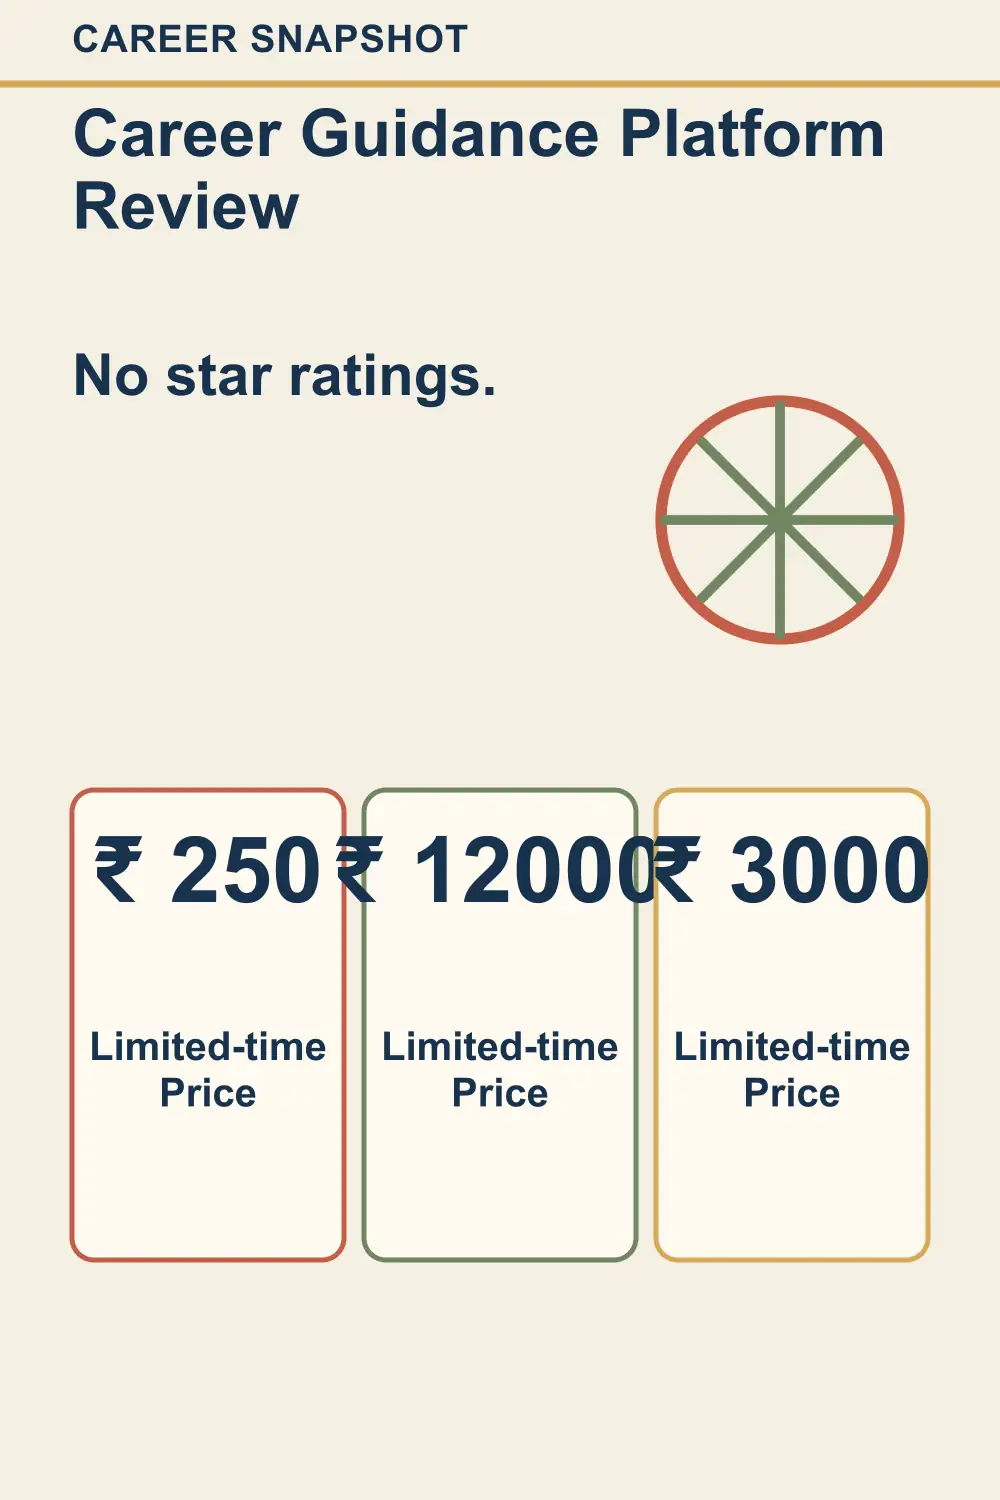 CAREER SNAPSHOT
Career Guidance Platform
Review
No star ratings.
₹ 250
₹ 12000
₹ 3000
Limited-time
Price
Limited-time
Price
Limited-time
Price